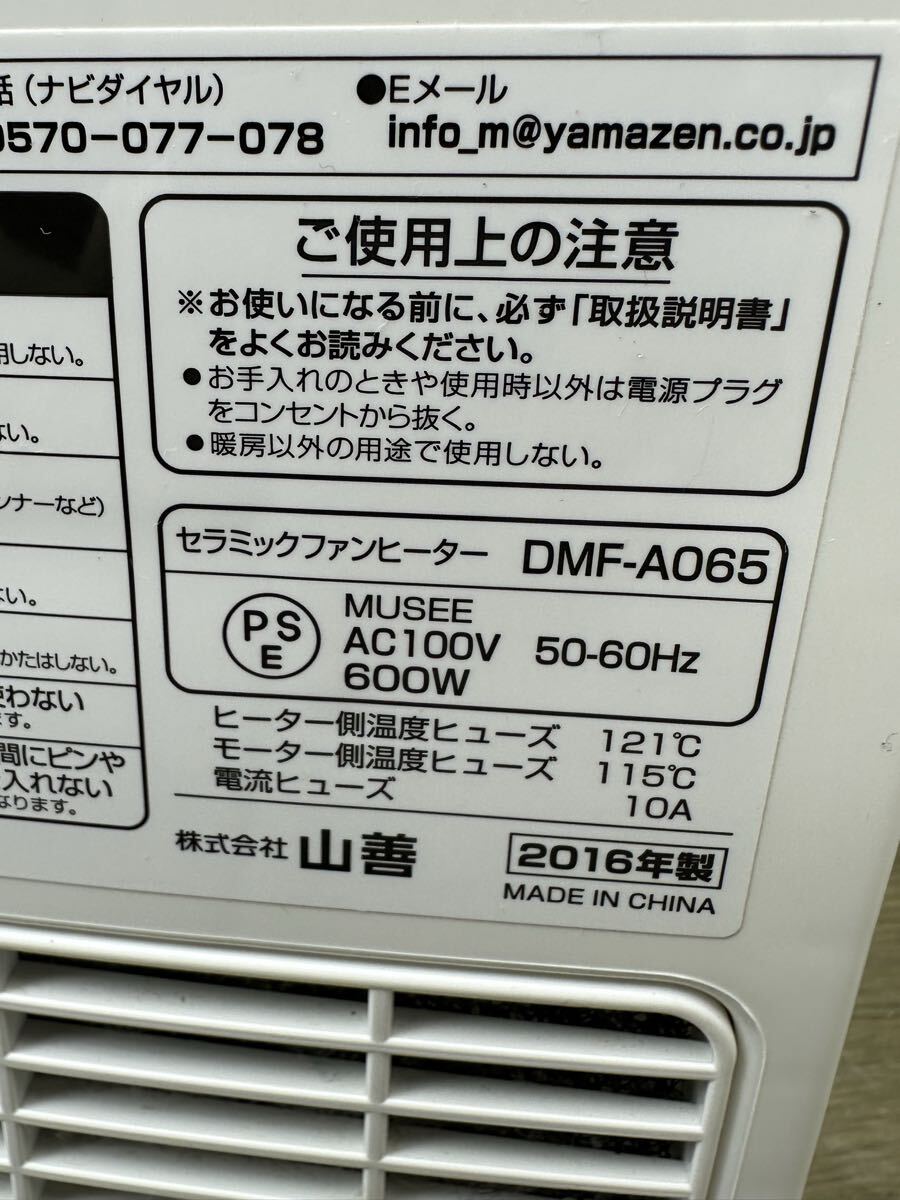 話(ナビダイヤル)
0570-077-078
●Eメール
info_m@yamazen.co.jp
用しない。
ない。
ンナーなど)
ない。
かたはしない。
使わない
ます。
間にピンや
入れない
なります。
ご使用上の注意
※お使いになる前に、必ず「取扱説明書」
をよくお読みください。
●お手入れのときや使用時以外は電源プラグ
をコンセントから抜く。
●暖房以外の用途で使用しない。
セラミックファンヒーター DMF-A065
PSE
MUSEE
AC100V 50-60Hz
600W
ヒーター側温度ヒューズ 121℃
モーター側温度ヒューズ 115℃
電流ヒューズ 10A
株式会社 山善
2016年製
MADE IN CHINA